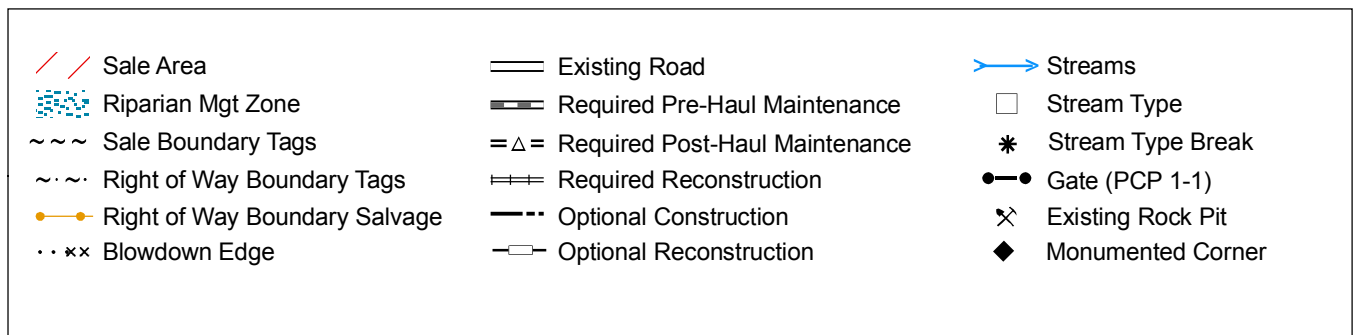 Sale Area
Riparian Mgt Zone
Sale Boundary Tags
Right of Way Boundary Tags
Right of Way Boundary Salvage
Blowdown Edge
Existing Road
Required Pre-Haul Maintenance
Required Post-Haul Maintenance
Required Reconstruction
Optional Construction
Optional Reconstruction
Streams
Stream Type
Stream Type Break
Gate (PCP 1-1)
Existing Rock Pit
Monumented Corner